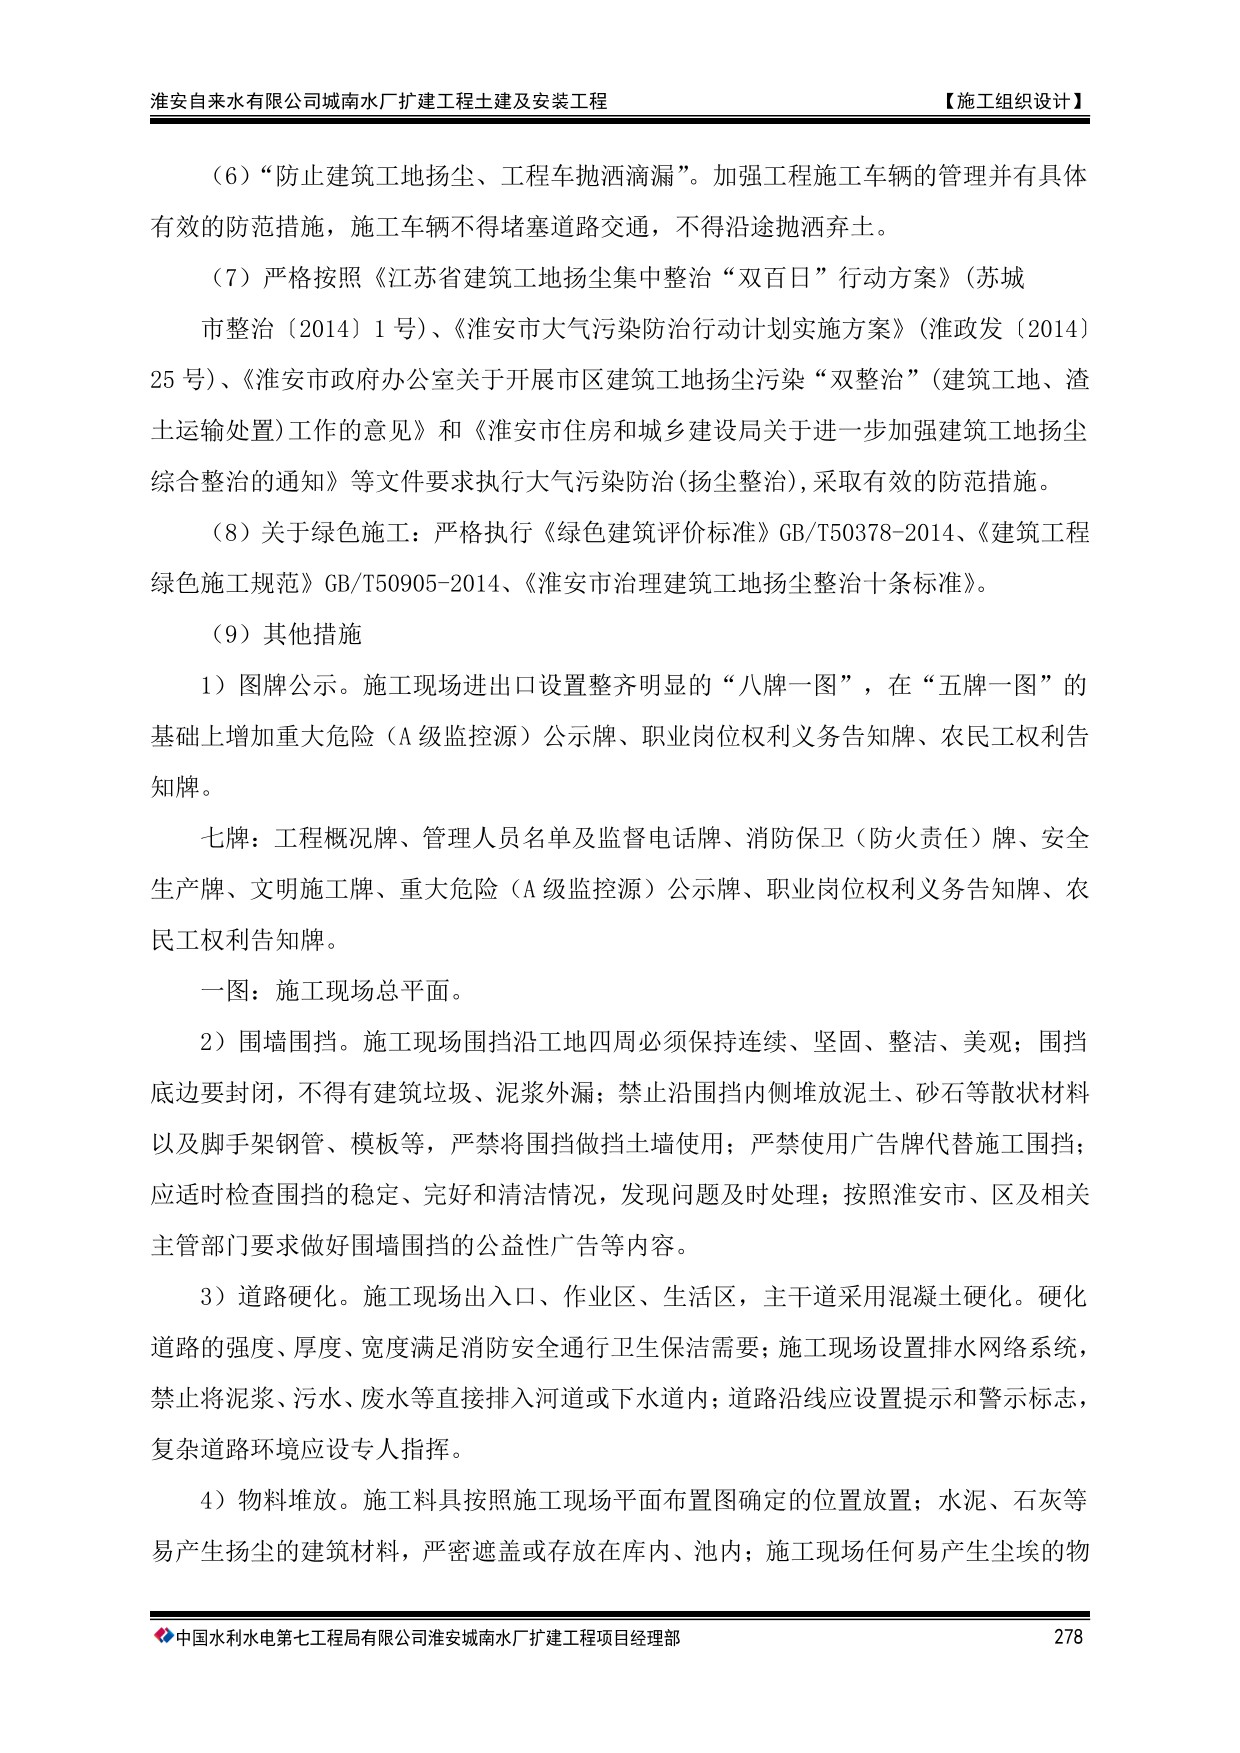 淮安自来水有限公司城南水厂扩建工程土建及安装工程 【施工组织设计】
（6）“防止建筑工地扬尘、工程车抛洒滴漏”。加强工程施工车辆的管理并有具体
有效的防范措施，施工车辆不得堵塞道路交通，不得沿途抛洒弃土。
（7）严格按照《江苏省建筑工地扬尘集中整治“双百日”行动方案》(苏城
市整治〔2014〕1 号)、《淮安市大气污染防治行动计划实施方案》(淮政发〔2014〕
25 号)、《淮安市政府办公室关于开展市区建筑工地扬尘污染“双整治”(建筑工地、渣
土运输处置)工作的意见》和《淮安市住房和城乡建设局关于进一步加强建筑工地扬尘
综合整治的通知》等文件要求执行大气污染防治(扬尘整治),采取有效的防范措施。
（8）关于绿色施工：严格执行《绿色建筑评价标准》GB/T50378-2014、《建筑工程
绿色施工规范》GB/T50905-2014、《淮安市治理建筑工地扬尘整治十条标准》。
（9）其他措施
1）图牌公示。施工现场进出口设置整齐明显的“八牌一图”，在“五牌一图”的
基础上增加重大危险（A 级监控源）公示牌、职业岗位权利义务告知牌、农民工权利告
知牌。
七牌：工程概况牌、管理人员名单及监督电话牌、消防保卫（防火责任）牌、安全
生产牌、文明施工牌、重大危险（A 级监控源）公示牌、职业岗位权利义务告知牌、农
民工权利告知牌。
一图：施工现场总平面。
2）围墙围挡。施工现场围挡沿工地四周必须保持连续、坚固、整洁、美观；围挡
底边要封闭，不得有建筑垃圾、泥浆外漏；禁止沿围挡内侧堆放泥土、砂石等散状材料
以及脚手架钢管、模板等，严禁将围挡做挡土墙使用；严禁使用广告牌代替施工围挡；
应适时检查围挡的稳定、完好和清洁情况，发现问题及时处理；按照淮安市、区及相关
主管部门要求做好围墙围挡的公益性广告等内容。
3）道路硬化。施工现场出入口、作业区、生活区，主干道采用混凝土硬化。硬化
道路的强度、厚度、宽度满足消防安全通行卫生保洁需要；施工现场设置排水网络系统，
禁止将泥浆、污水、废水等直接排入河道或下水道内；道路沿线应设置提示和警示标志，
复杂道路环境应设专人指挥。
4）物料堆放。施工料具按照施工现场平面布置图确定的位置放置；水泥、石灰等
易产生扬尘的建筑材料，严密遮盖或存放在库内、池内；施工现场任何易产生尘埃的物
中国水利水电第七工程局有限公司淮安城南水厂扩建工程项目经理部 278